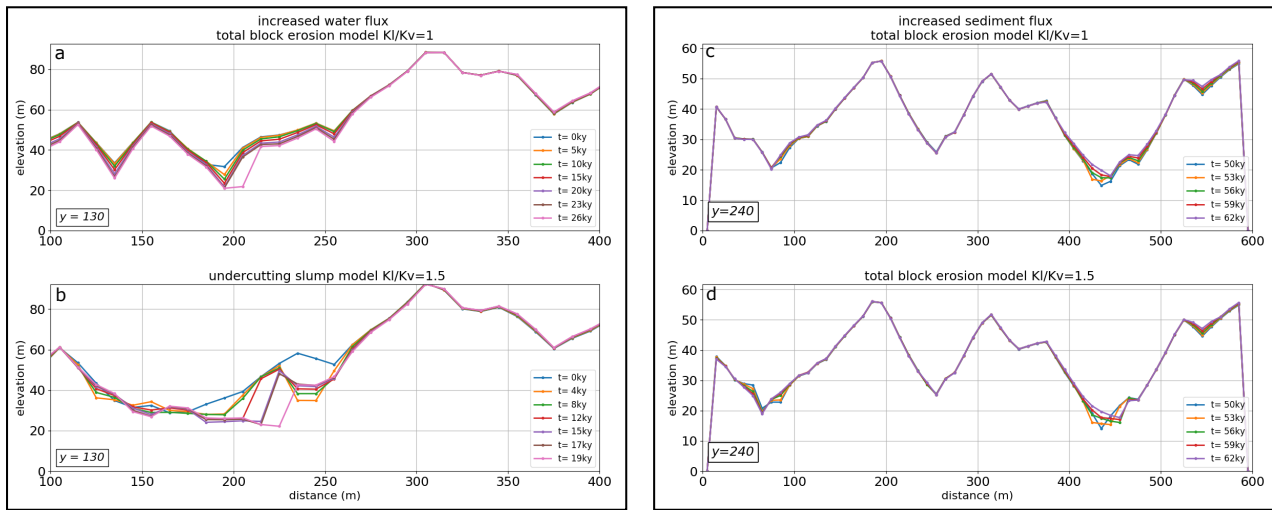 increased water flux
total block erosion model Kl/Kv=1
a
elevation (m)
80
60
40
20
0
100
150
200
250
300
350
400
t= 0ky
t= 5ky
t= 10ky
t= 15ky
t= 20ky
t= 23ky
t= 26ky
y = 130
undercutting slump model Kl/Kv=1.5
b
elevation (m)
80
60
40
20
0
100
150
200
250
300
350
400
distance (m)
t= 0ky
t= 4ky
t= 8ky
t= 12ky
t= 15ky
t= 17ky
t= 19ky
y = 130
increased sediment flux
total block erosion model Kl/Kv=1
c
elevation (m)
60
50
40
30
20
10
0
0
100
200
300
400
500
600
t= 50ky
t= 53ky
t= 56ky
t= 59ky
t= 62ky
y=240
total block erosion model Kl/Kv=1.5
d
elevation (m)
60
50
40
30
20
10
0
0
100
200
300
400
500
600
distance (m)
t= 50ky
t= 53ky
t= 56ky
t= 59ky
t= 62ky
y=240